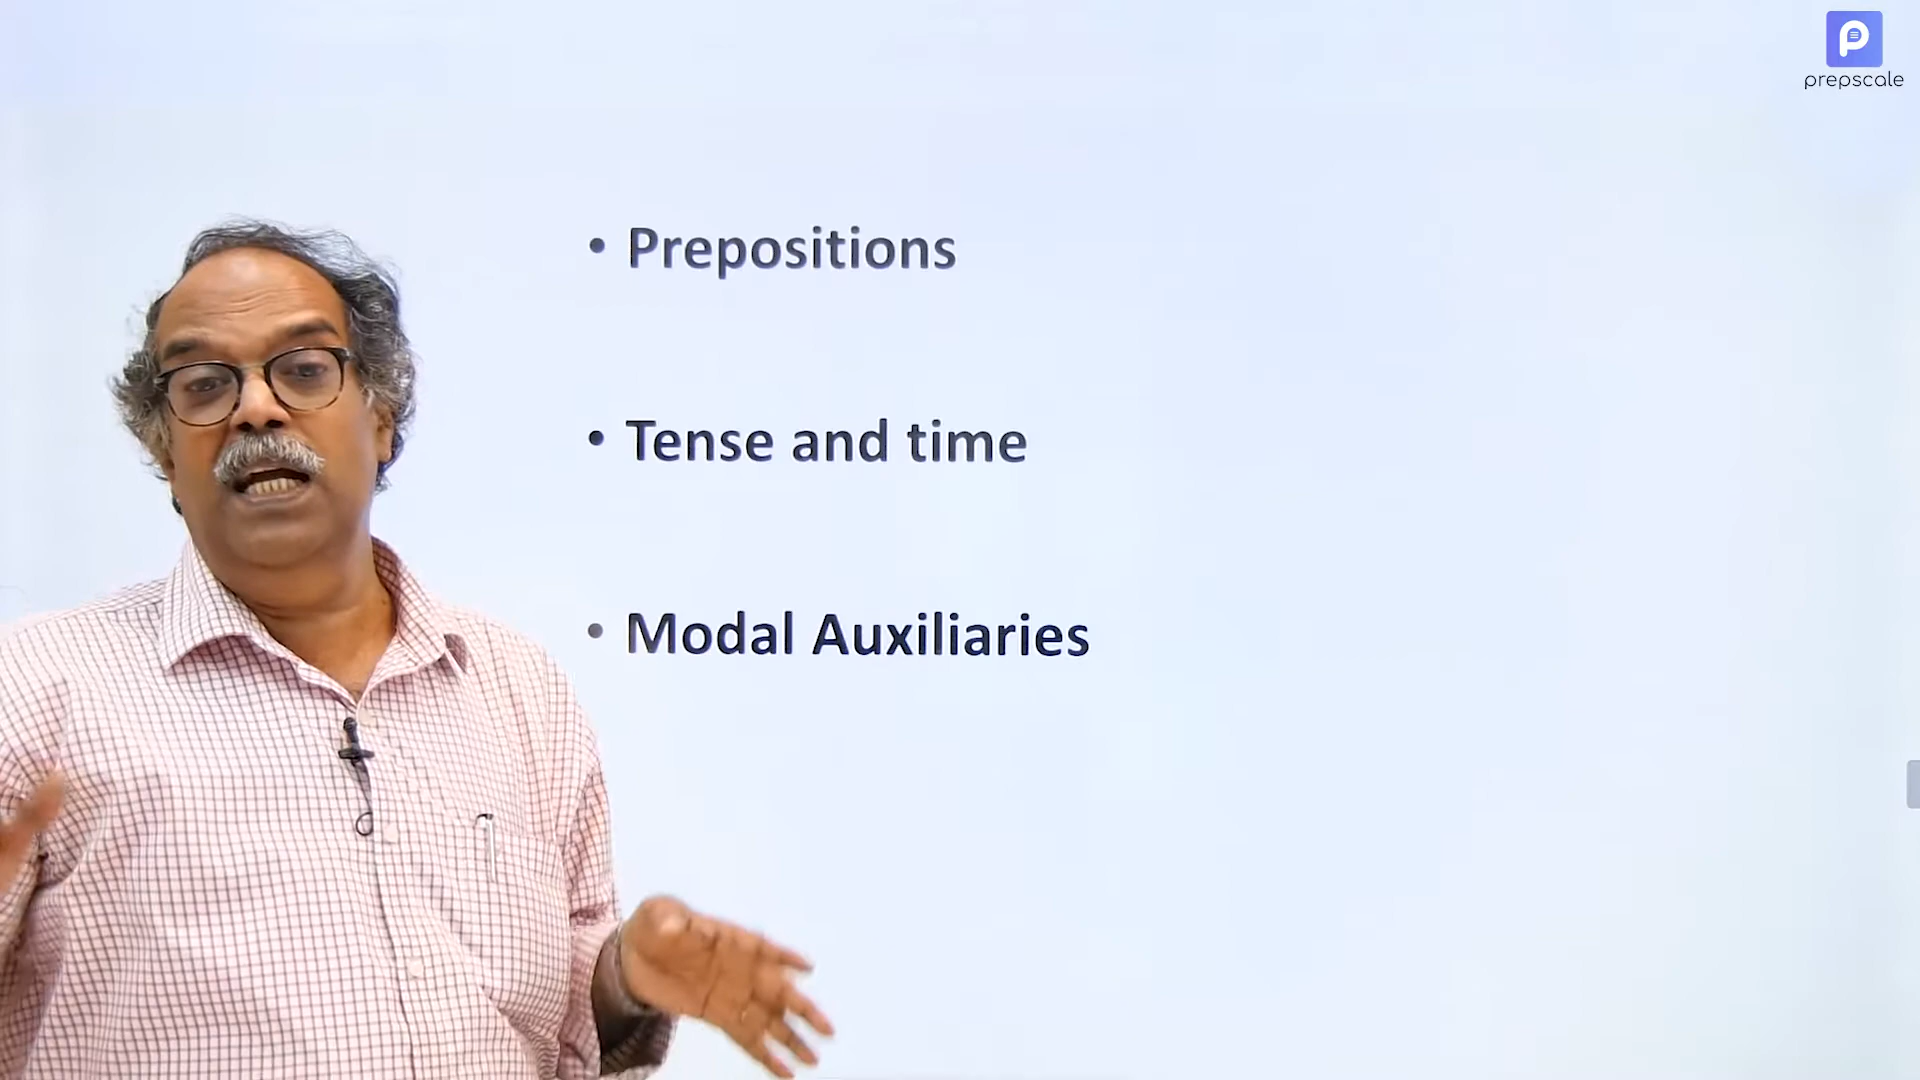 prepscale
• Prepositions
• Tense and time
• Modal Auxiliaries